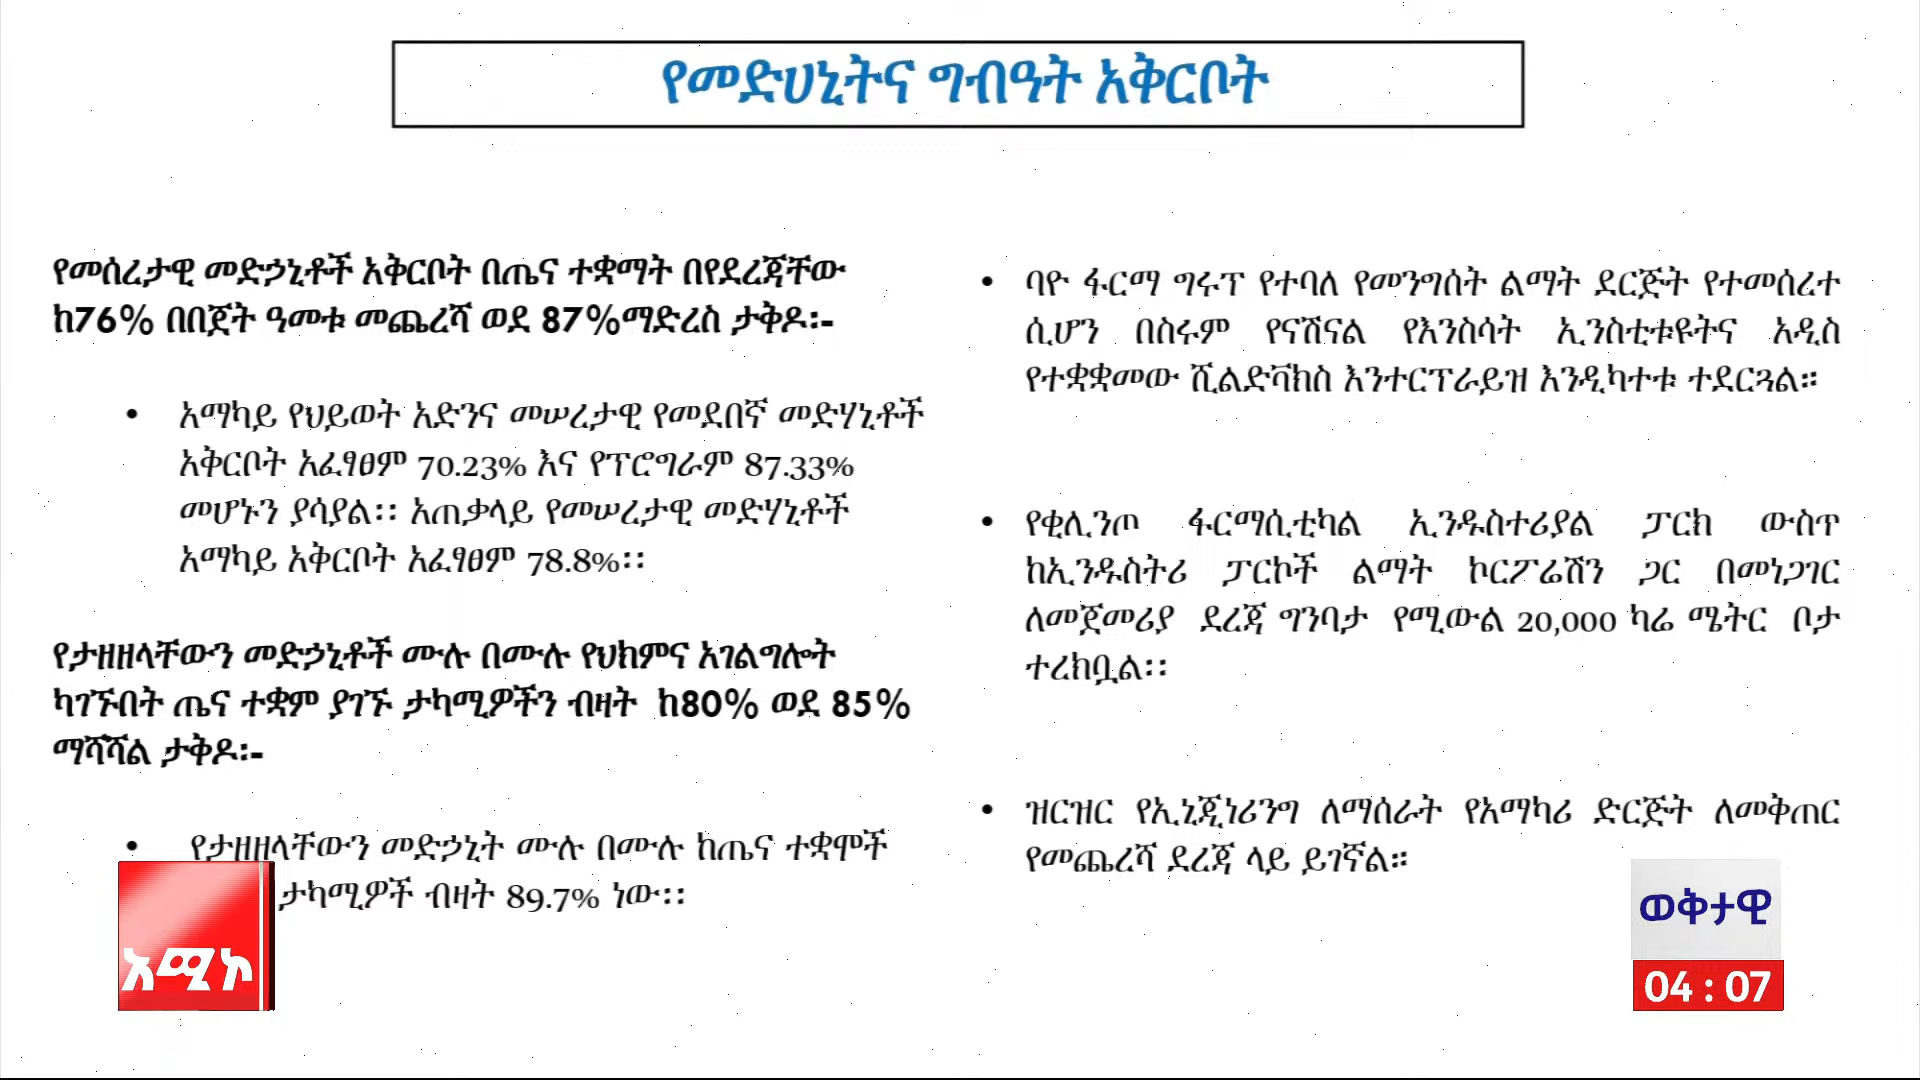 የመድሀኒትና ግብዓት አቅርቦት
የመሰረታዊ መድኃኒቶች አቅርቦት በጤና ተቋማት በየደረጃቸው
ከ76% በበጀት ዓመቱ መጨረሻ ወደ 87%ማድረስ ታቅዶ፡-
• አማካይ የህይወት አድንና መሠረታዊ የመደበኛ መድሃኒቶች
አቅርቦት አፈፃፀም 70.23% እና የፕሮግራም 87.33%
መሆኑን ያሳያል፡፡ አጠቃላይ የመሠረታዊ መድሃኒቶች
አማካይ አቅርቦት አፈፃፀም 78.8%፡፡
የታዘዘላቸውን መድኃኒቶች ሙሉ በሙሉ የህክምና አገልግሎት
ካገኙበት ጤና ተቋም ያገኙ ታካሚዎችን ብዛት ከ80% ወደ 85%
ማሻሻል ታቅዶ፡-
• የታዘዘላቸውን መድኃኒት ሙሉ በሙሉ ከጤና ተቋሞች
ታካሚዎች ብዛት 89.7% ነው፡፡
• ባዮ ፋርማ ግሩፕ የተባለ የመንግሰት ልማት ደርጅት የተመሰረተ
ሲሆን በስሩም የናሽናል የእንስሳት ኢንስቲቱዩትና አዲስ
የተቋቋመው ሺልድቫክስ እንተርፕራይዝ እንዲካተቱ ተደርጓል።
• የቂሊንጦ ፋርማሲቲካል ኢንዱስተሪያል ፓርክ ውስጥ
ከኢንዱስትሪ ፓርኮች ልማት ኮርፖሬሽን ጋር በመነጋገር
ለመጀመሪያ ደረጃ ግንባታ የሚውል 20,000 ካሬ ሜትር ቦታ
ተረክቧል፡፡
• ዝርዝር የኢኒጂነሪንግ ለማሰራት የአማካሪ ድርጅት ለመቅጠር
የመጨረሻ ደረጃ ላይ ይገኛል።
አሚኮ
ወቅታዊ
04 : 07